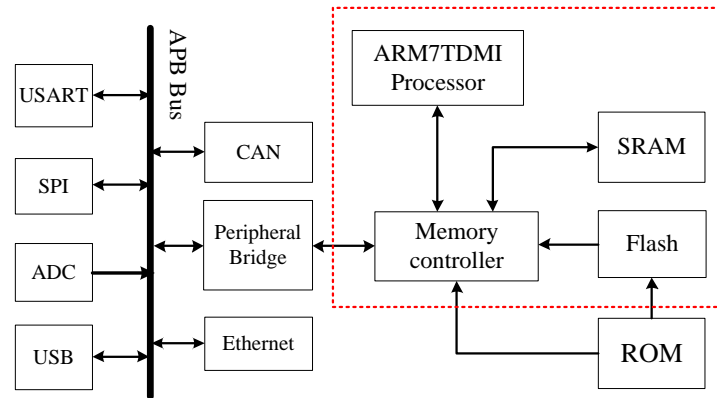 APB Bus
USART
SPI
ADC
USB
CAN
Peripheral
Bridge
Ethernet
ARM7TDMI
Processor
Memory
controller
SRAM
Flash
ROM